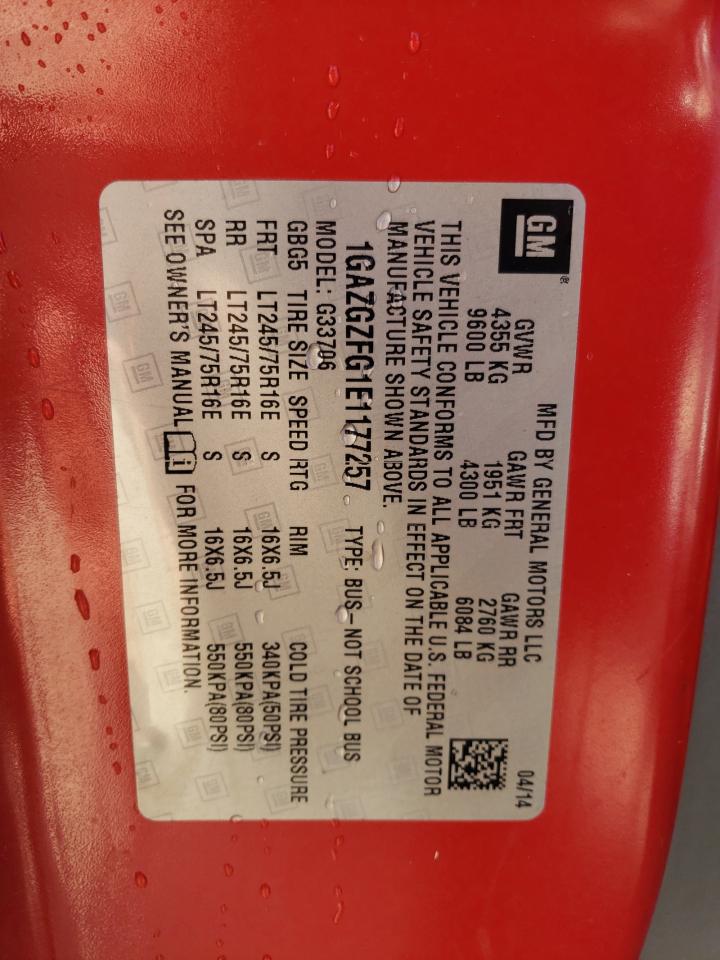 GM
MFD BY GENERAL MOTORS LLC 04/14
GVWR GAWR FRT GAWR RR
4355 KG 1951 KG 2760 KG
9600 LB 4300 LB 6084 LB
THIS VEHICLE CONFORMS TO ALL APPLICABLE U.S. FEDERAL MOTOR
VEHICLE SAFETY STANDARDS IN EFFECT ON THE DATE OF
MANUFACTURE SHOWN ABOVE.
1GAZGZFG1E1177257 TYPE: BUS-NOT SCHOOL BUS
MODEL: G33706
GBG5 TIRE SIZE SPEED RTG RIM COLD TIRE PRESSURE
FRT LT245/75R16E S 16X6.5J 340KPA(50PSI)
RR LT245/75R16E S 16X6.5J 550KPA(80PSI)
SPA LT245/75R16E S 16X6.5J 550KPA(80PSI)
SEE OWNER'S MANUAL i FOR MORE INFORMATION.